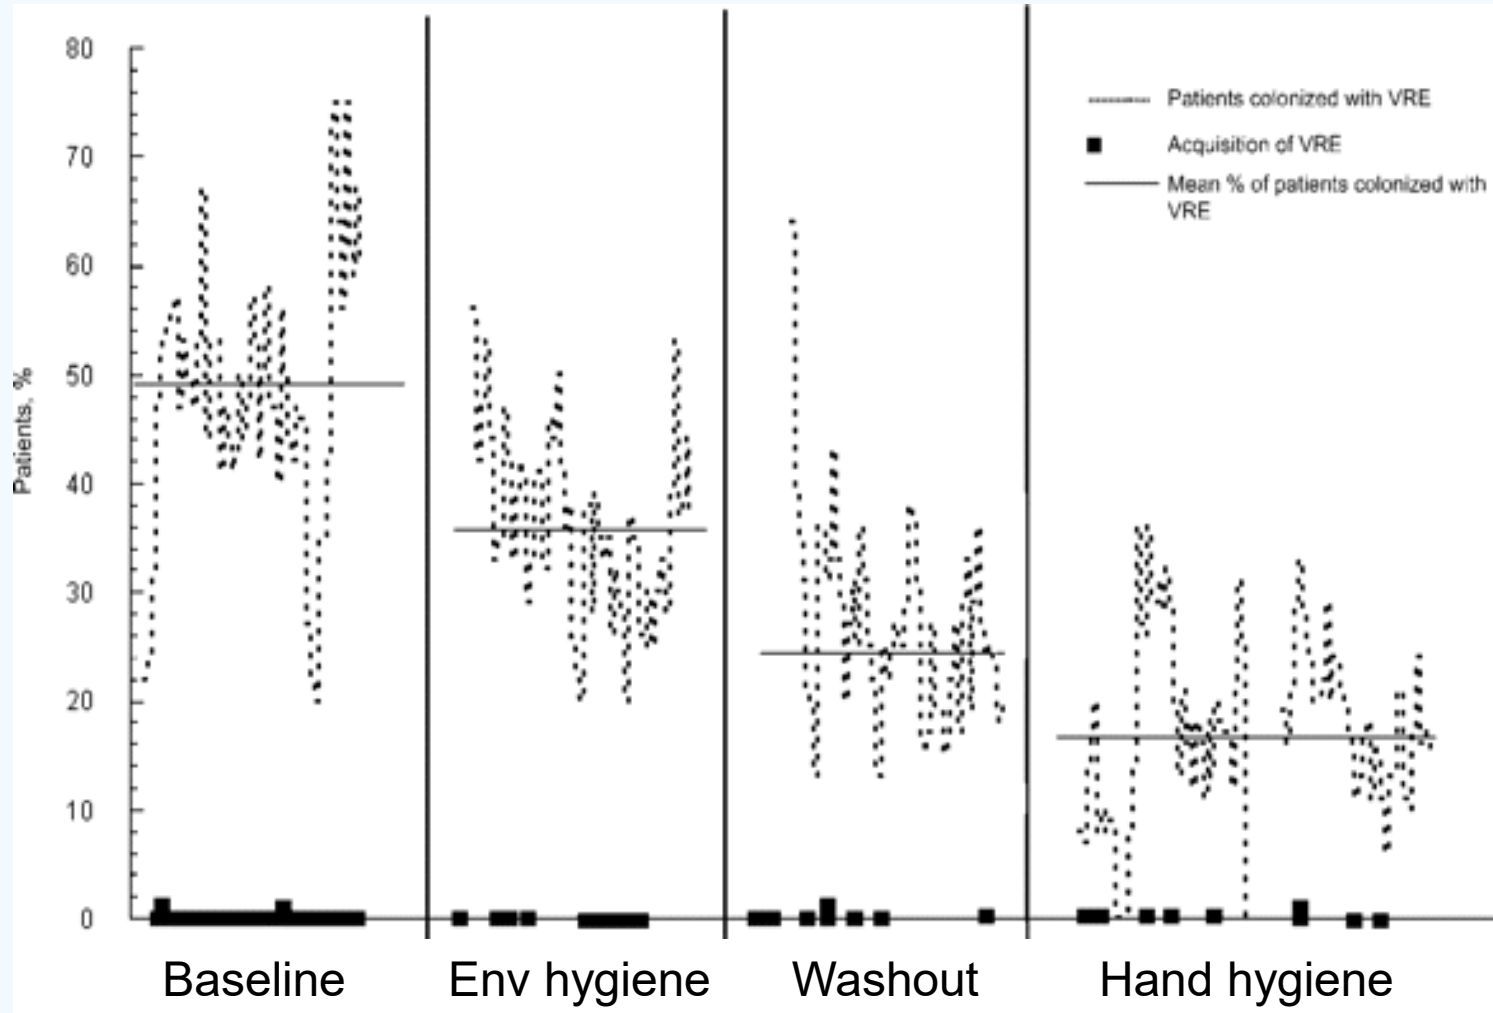 80
70
60
50
40
30
20
10
0
Patients, %
Patients colonized with VRE
Acquisition of VRE
Mean % of patients colonized with
VRE
Baseline
Env hygiene
Washout
Hand hygiene